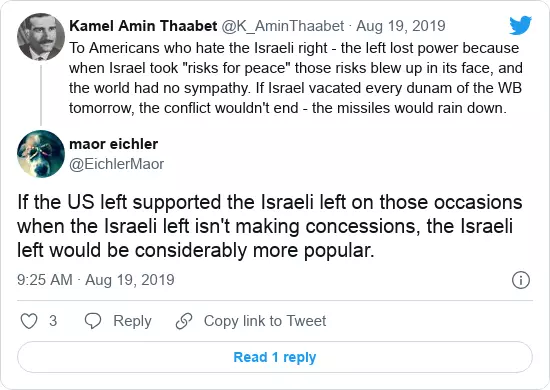 Kamel Amin Thaabet @K_AminThaabet · Aug 19, 2019
To Americans who hate the Israeli right - the left lost power because
when Israel took "risks for peace" those risks blew up in its face, and
the world had no sympathy. If Israel vacated every dunam of the WB
tomorrow, the conflict wouldn't end - the missiles would rain down.
maor eichler
@EichlerMaor
If the US left supported the Israeli left on those occasions
when the Israeli left isn't making concessions, the Israeli
left would be considerably more popular.
9:25 AM · Aug 19, 2019
3 Reply Copy link to Tweet
Read 1 reply